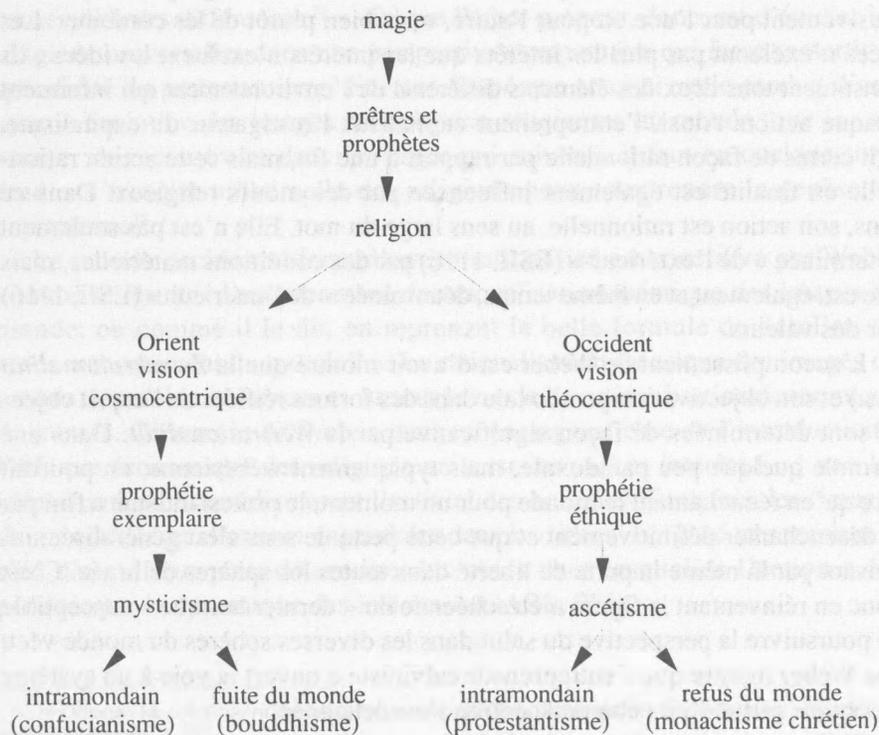 magie
prêtres et
prophètes
religion
Orient
vision
cosmocentrique
Occident
vision
théocentrique
prophétie
exemplaire
prophétie
éthique
mysticisme
ascétisme
intramondain
(confucianisme)
fuite du monde
(bouddhisme)
intramondain
(protestantisme)
refus du monde
(monachisme chrétien)